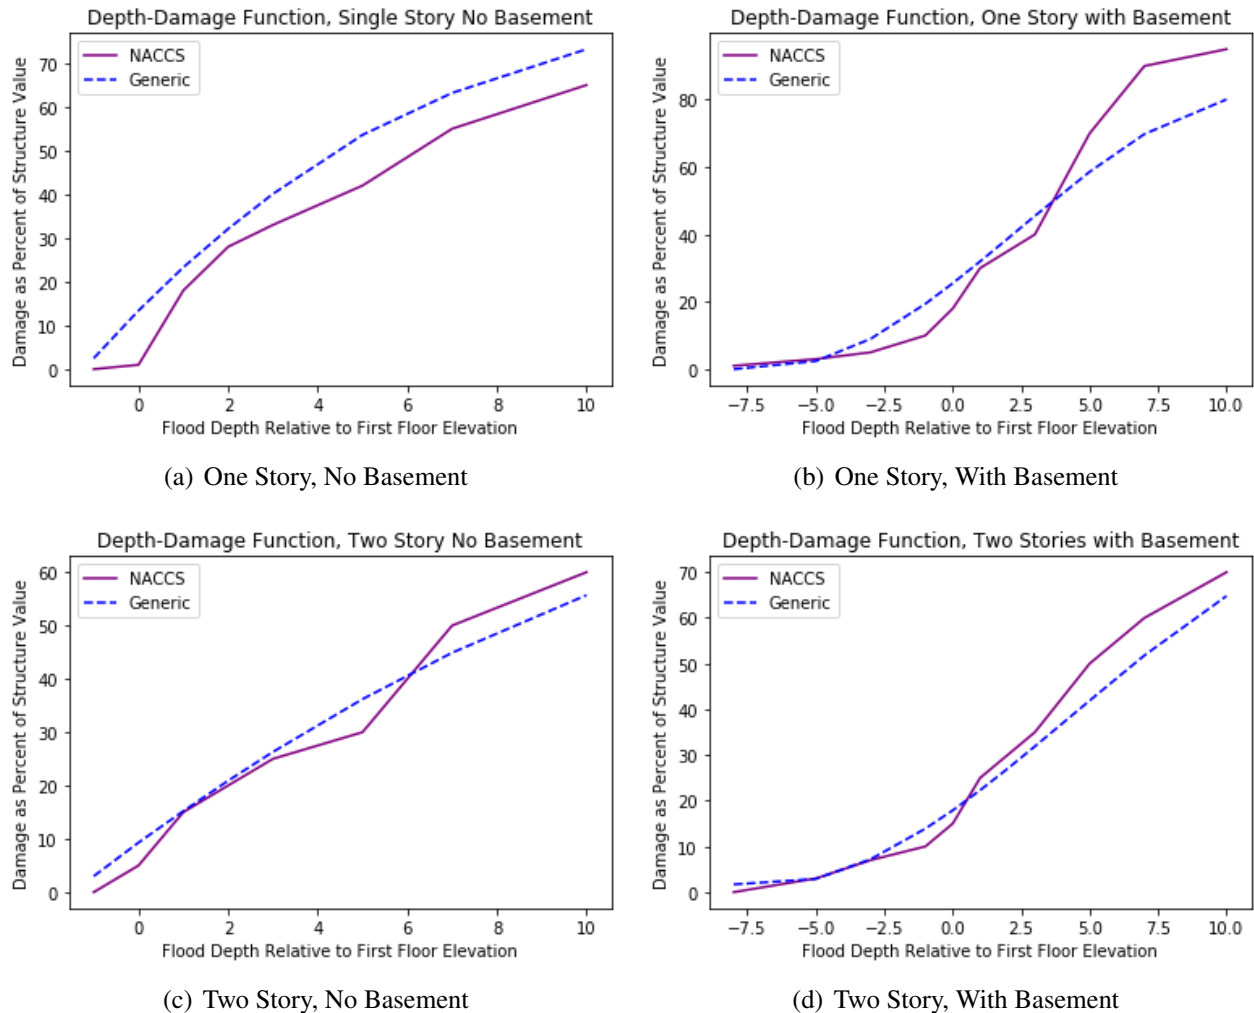 Depth-Damage Function, Single Story No Basement
NACCS
Generic
Damage as Percent of Structure Value
70
60
50
40
30
20
10
0
0
2
4
6
8
10
Flood Depth Relative to First Floor Elevation
(a) One Story, No Basement
Depth-Damage Function, One Story with Basement
NACCS
Generic
Damage as Percent of Structure Value
80
60
40
20
0
−7.5
−5.0
−2.5
0.0
2.5
5.0
7.5
10.0
Flood Depth Relative to First Floor Elevation
(b) One Story, With Basement
Depth-Damage Function, Two Story No Basement
NACCS
Generic
Damage as Percent of Structure Value
60
50
40
30
20
10
0
0
2
4
6
8
10
Flood Depth Relative to First Floor Elevation
(c) Two Story, No Basement
Depth-Damage Function, Two Stories with Basement
NACCS
Generic
Damage as Percent of Structure Value
70
60
50
40
30
20
10
0
−7.5
−5.0
−2.5
0.0
2.5
5.0
7.5
10.0
Flood Depth Relative to First Floor Elevation
(d) Two Story, With Basement